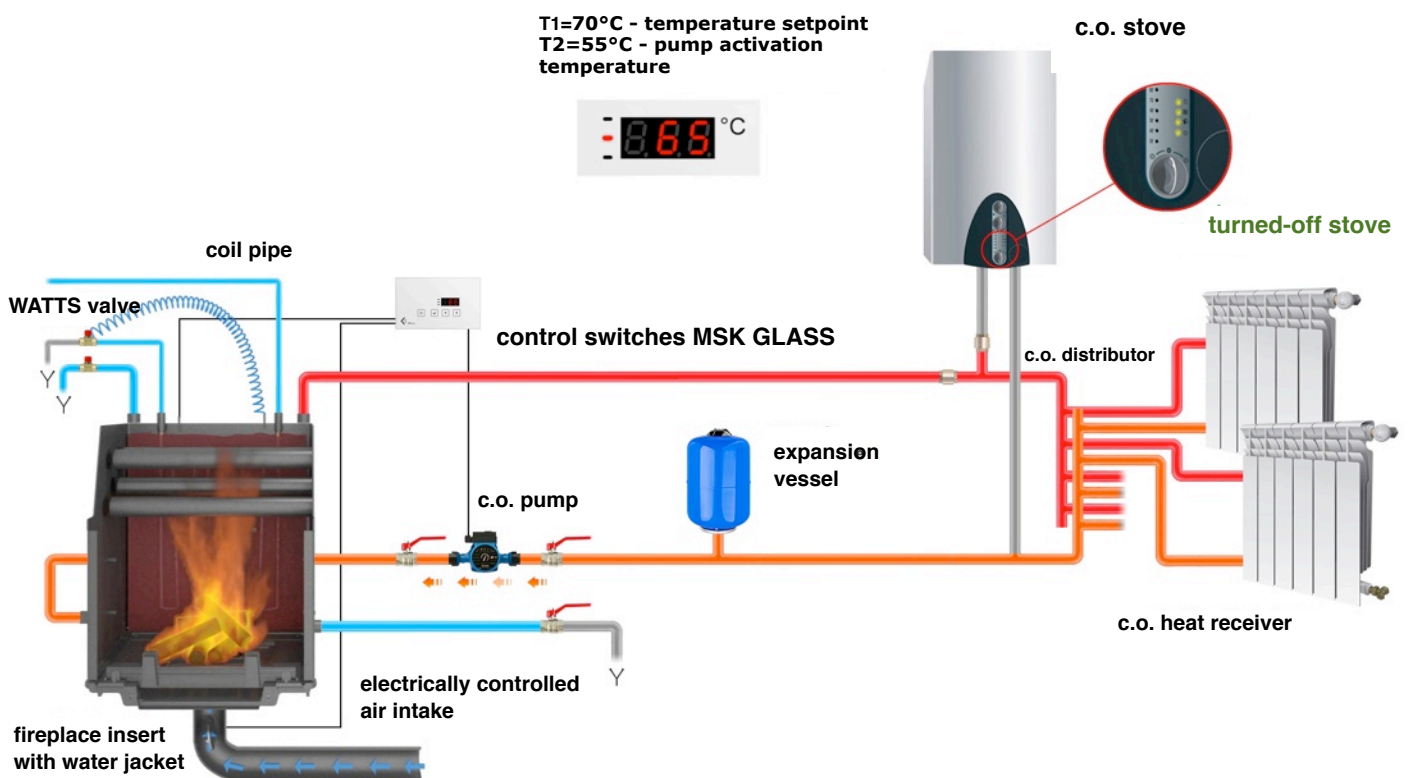 T1=70°C - temperature setpoint
T2=55°C - pump activation
temperature
c.o. stove
65 °C
turned-off stove
coil pipe
WATTS valve
control switches MSK GLASS
c.o. distributor
expansion
vessel
c.o. pump
c.o. heat receiver
electrically controlled
air intake
fireplace insert
with water jacket